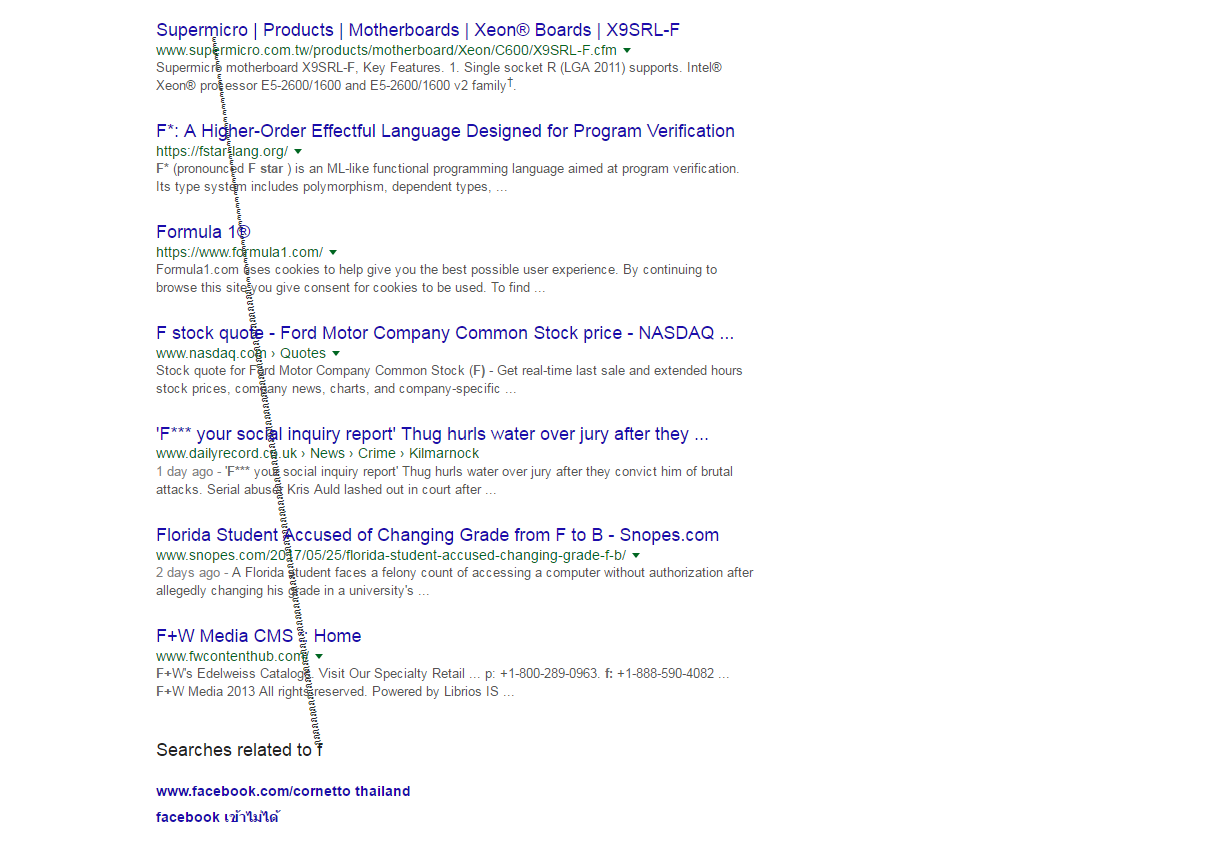 Supermicro | Products | Motherboards | Xeon® Boards | X9SRL-F
www.supermicro.com.tw/products/motherboard/Xeon/C600/X9SRL-F.cfm
Supermicro motherboard X9SRL-F, Key Features. 1. Single socket R (LGA 2011) supports. Intel®
Xeon® processor E5-2600/1600 and E5-2600/1600 v2 family†.
F*: A Higher-Order Effectful Language Designed for Program Verification
https://fstar-lang.org/
F* (pronounced F star ) is an ML-like functional programming language aimed at program verification.
Its type system includes polymorphism, dependent types, ...
Formula 1®
https://www.formula1.com/
Formula1.com uses cookies to help give you the best possible user experience. By continuing to
browse this site you give consent for cookies to be used. To find ...
F stock quote - Ford Motor Company Common Stock price - NASDAQ ...
www.nasdaq.com › Quotes
Stock quote for Ford Motor Company Common Stock (F) - Get real-time last sale and extended hours
stock prices, company news, charts, and company-specific ...
'F*** your social inquiry report' Thug hurls water over jury after they ...
www.dailyrecord.co.uk › News › Crime › Kilmarnock
1 day ago - 'F*** your social inquiry report' Thug hurls water over jury after they convict him of brutal
attacks. Serial abuser Kris Auld lashed out in court after ...
Florida Student Accused of Changing Grade from F to B - Snopes.com
www.snopes.com/2017/05/25/florida-student-accused-changing-grade-f-b/
2 days ago - A Florida student faces a felony count of accessing a computer without authorization after
allegedly changing his grade in a university's ...
F+W Media CMS :: Home
www.fwcontenthub.com/
F+W's Edelweiss Catalogs. Visit Our Specialty Retail ... p: +1-800-289-0963. f: +1-888-590-4082 ...
F+W Media 2013 All rights reserved. Powered by Librios IS ...
Searches related to f
www.facebook.com/cornetto thailand
facebook เข้าไม่ได้